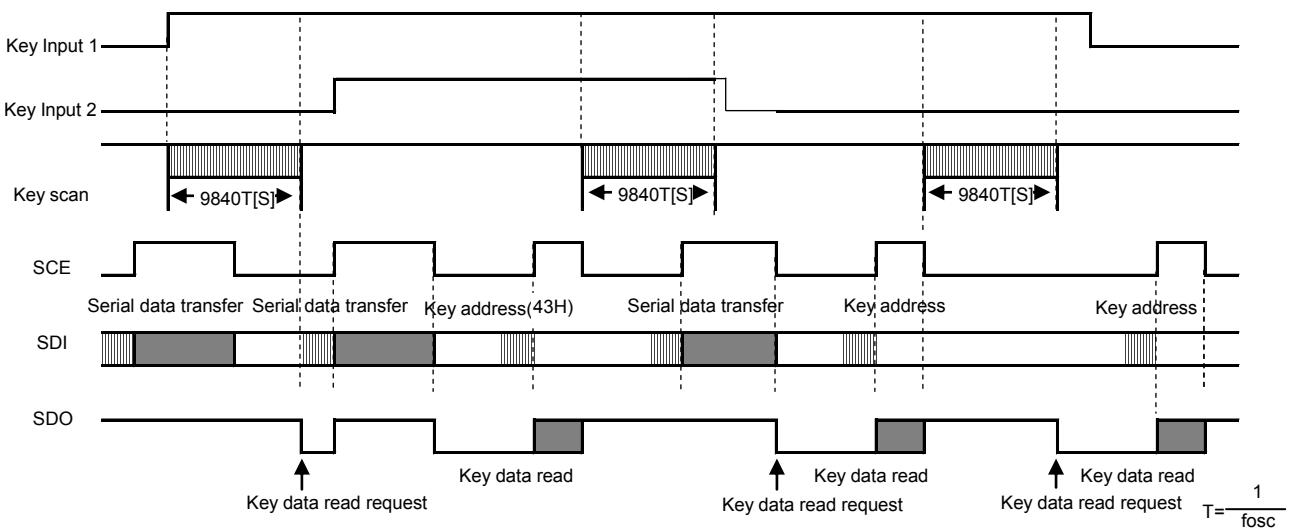 Key Input 1
Key Input 2
Key scan
9840T[S] 9840T[S] 9840T[S]
SCE
Serial data transfer Serial data transfer Key address(43H) Serial data transfer Key address Key address
SDI
SDO
Key data read Key data read Key data read
Key data read request Key data read request Key data read request
T= 1
fosc